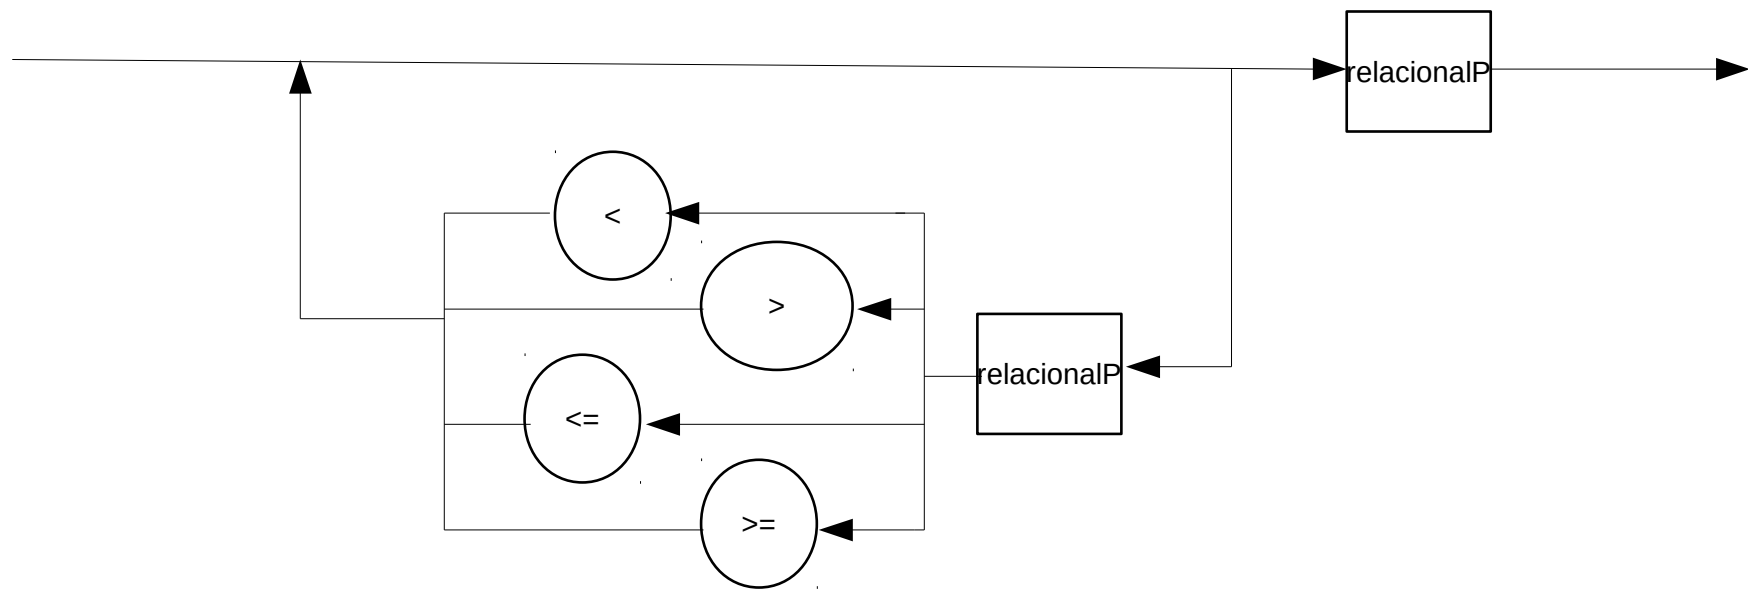 relacionalP
<
>
relacionalP
<=
>=